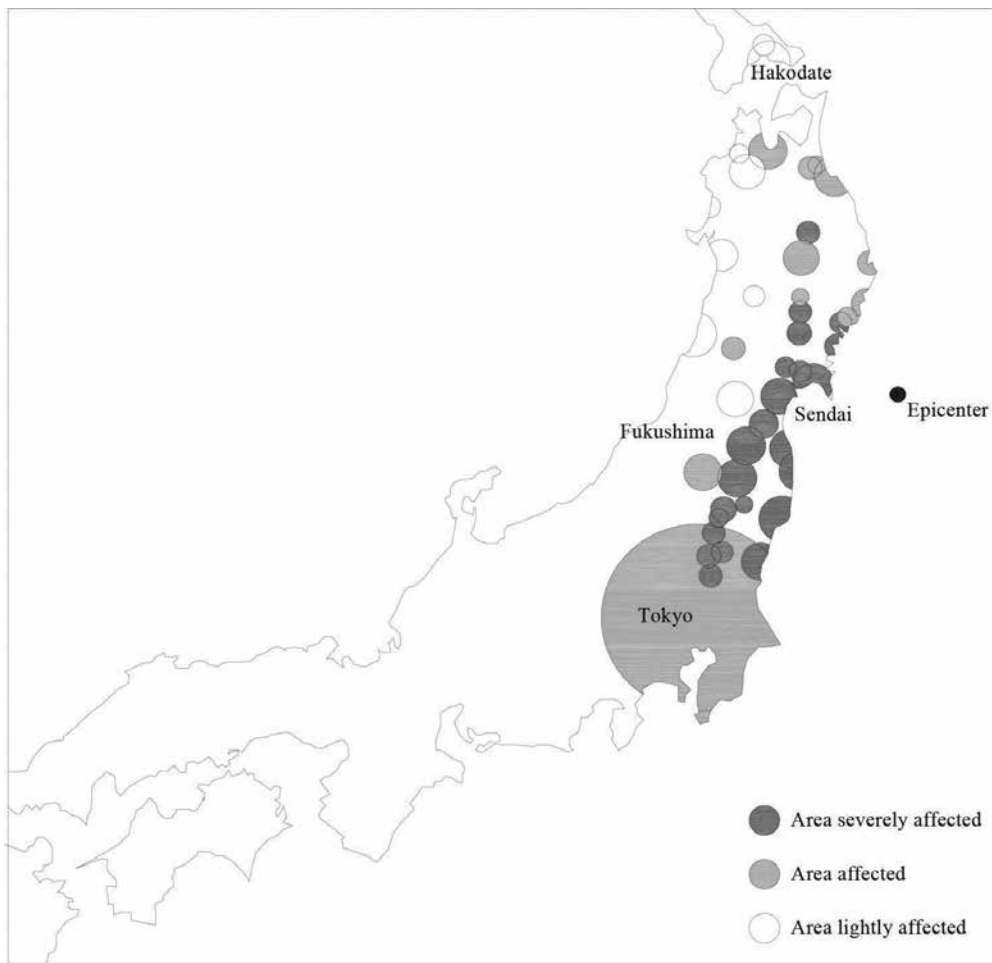 Hakodate
Sendai
Epicenter
Fukushima
Tokyo
Area severely affected
Area affected
Area lightly affected